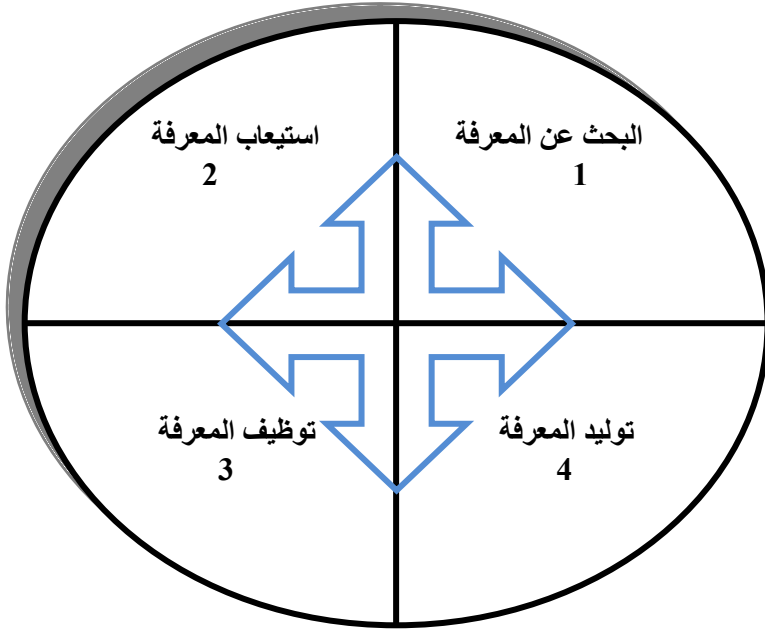 البحث عن المعرفة
1
استيعاب المعرفة
2
توظيف المعرفة
3
توليد المعرفة
4